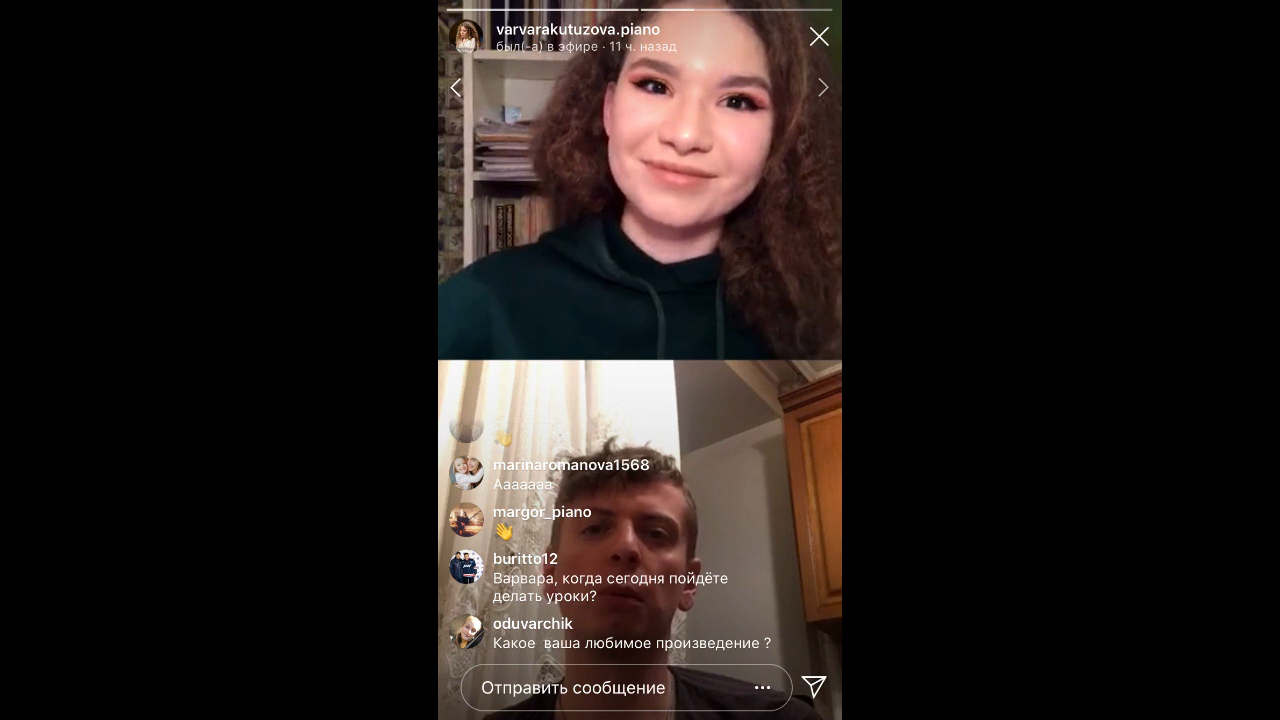 varvarakutuzova.piano
был(-а) в эфире · 11 ч. назад
👋
marinaromanova1568
Ааааааа
margor_piano
👋
buritto12
Варвара, когда сегодня пойдёте
делать уроки?
oduvarchik
Какое ваша любимое произведение ?
Отправить сообщение